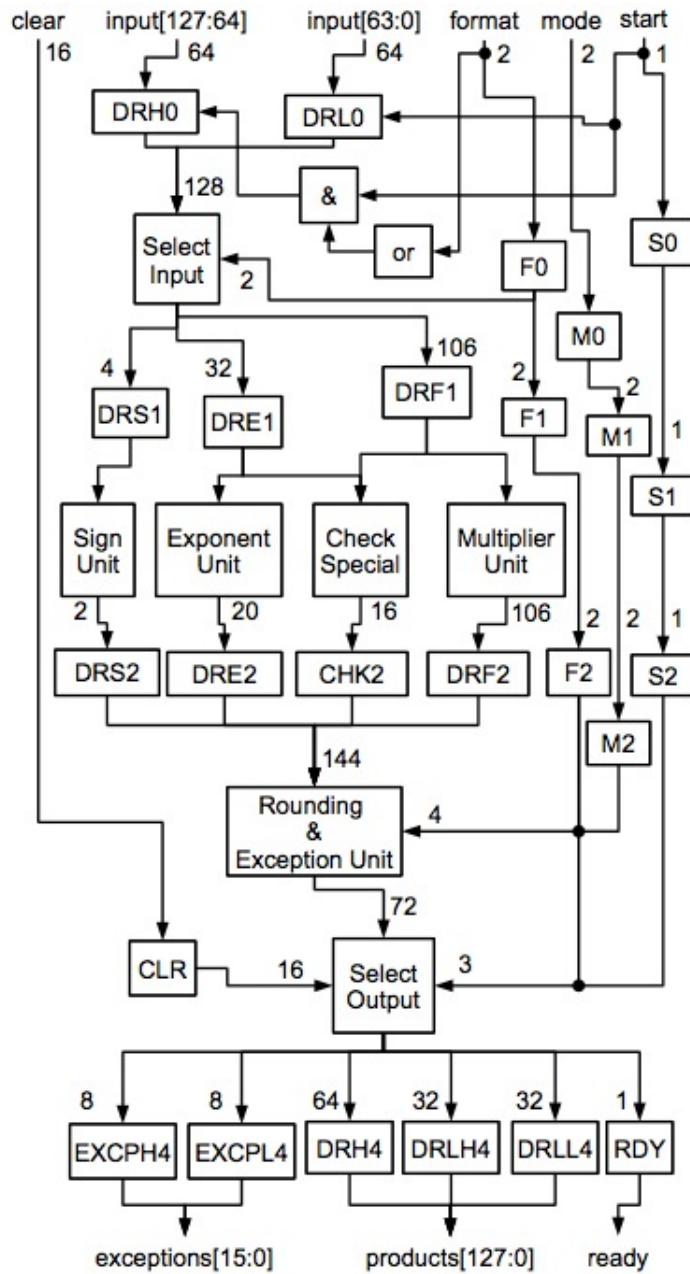 clear input[127:64] input[63:0] format mode start
16 64 64 2 2 1
DRH0 DRL0
128 &
Select
Input
or
S0
2 F0
M0
4 32 106 2 2
DRS1 DRE1 DRF1 F1 M1 1
S1
Sign
Unit
Exponent
Unit
Check
Special
Multiplier
Unit
2 20 16 106 2 2 1
DRS2 DRE2 CHK2 DRF2 F2 S2
M2
144
Rounding
&
Exception Unit
4
72
CLR 16
Select
Output
3
8 8 64 32 32 1
EXCPH4 EXCPL4 DRH4 DRLH4 DRLL4 RDY
exceptions[15:0] products[127:0] ready